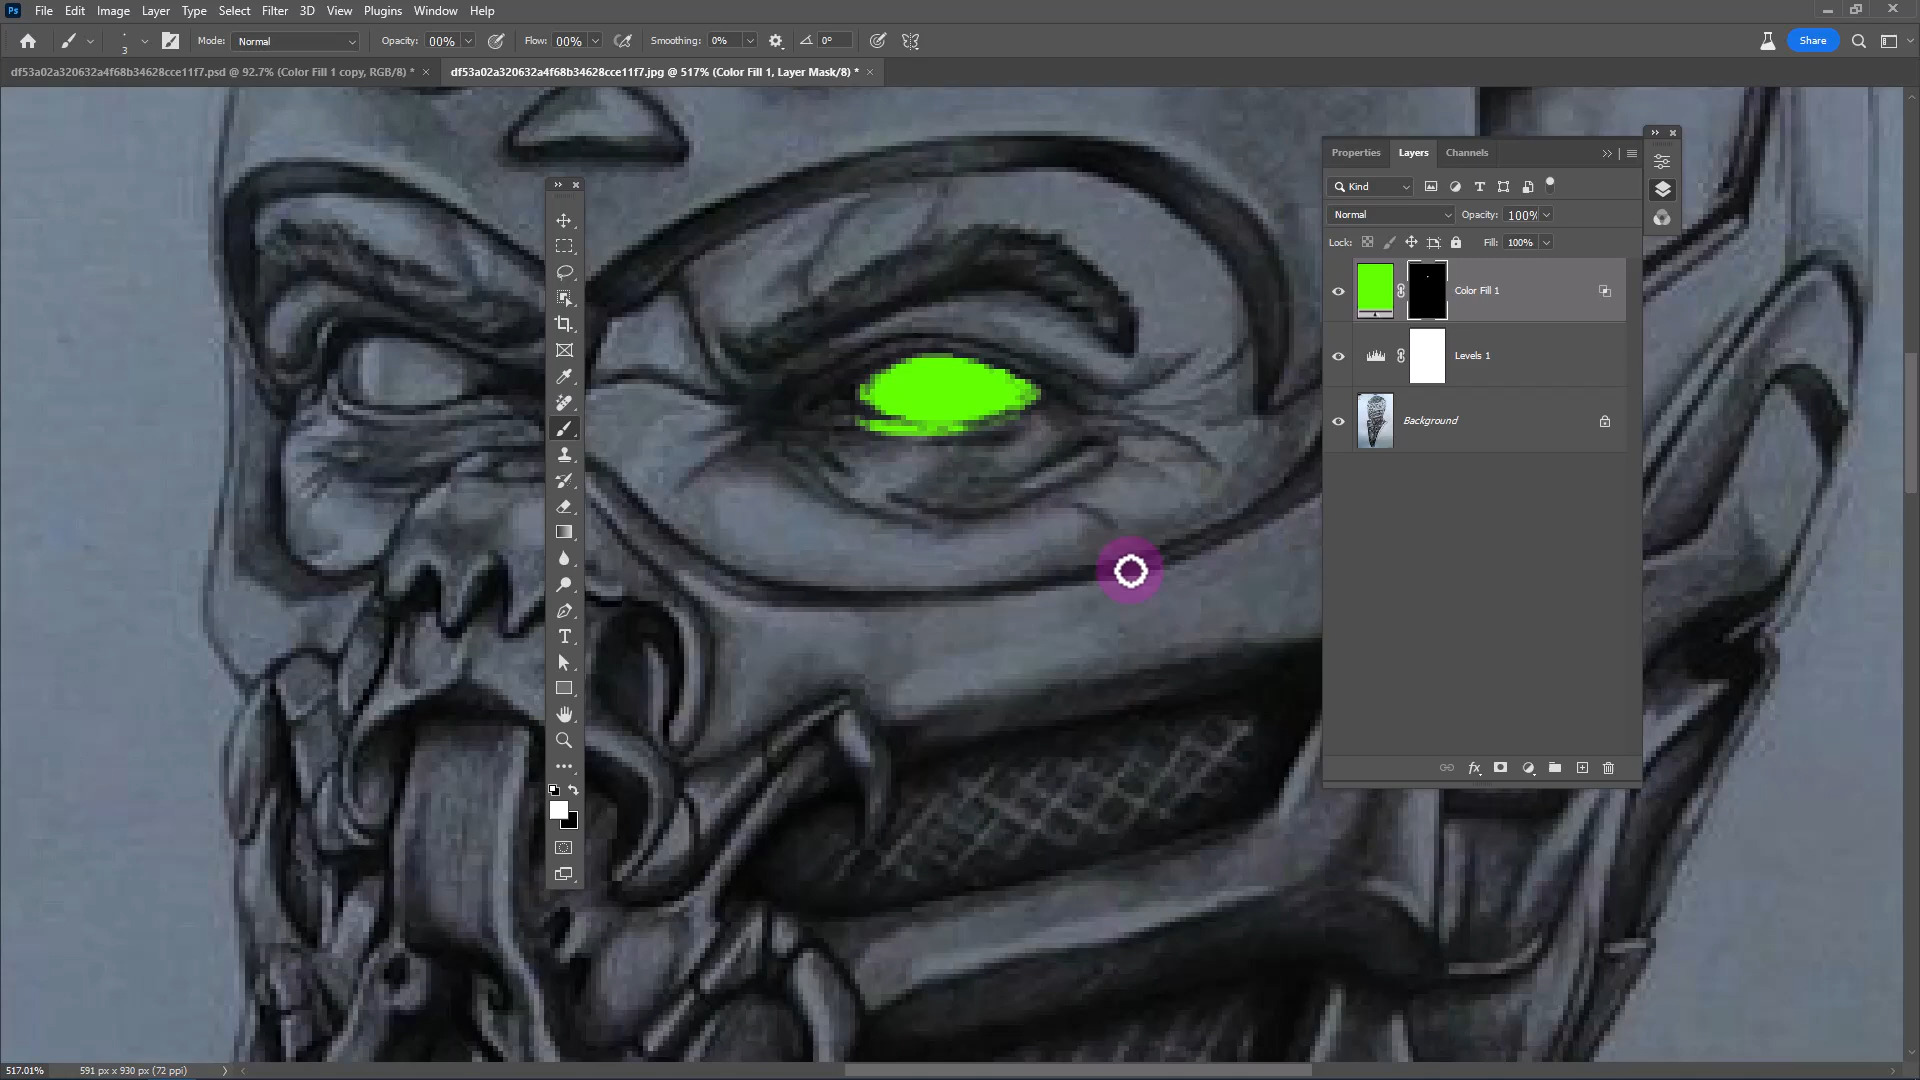 Ps File Edit Image Layer Type Select Filter 3D View Plugins Window Help
3 Mode: Normal Opacity: 00% Flow: 00% Smoothing: 0% 0° Share
df53a02a320632a4f68b34628cce11f7.psd @ 92.7% (Color Fill 1 copy, RGB/8) * df53a02a320632a4f68b34628cce11f7.jpg @ 517% (Color Fill 1, Layer Mask/8) *
Properties Layers Channels
Kind
Normal Opacity: 100%
Lock: Fill: 100%
Color Fill 1
Levels 1
Background
fx
517.01% 591 px x 930 px (72 ppi)